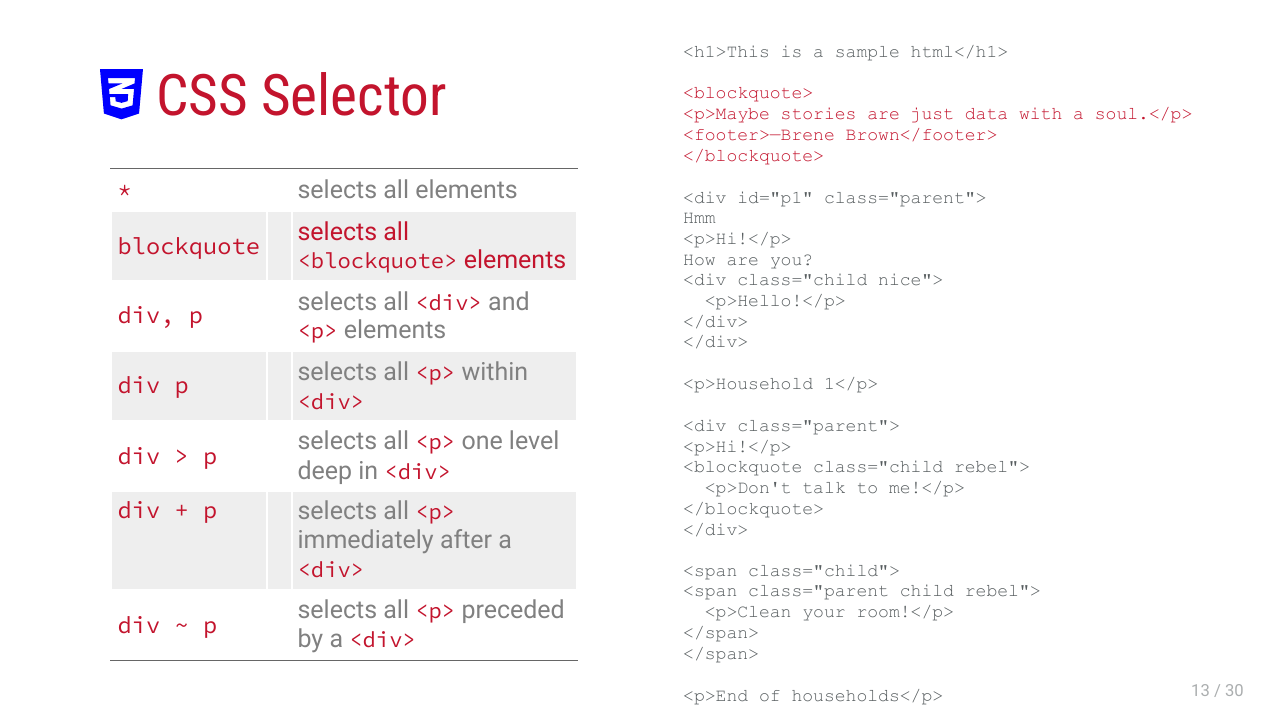 CSS Selector
* selects all elements
blockquote selects all
<blockquote> elements
div, p selects all <div> and
<p> elements
div p selects all <p> within
<div>
div > p selects all <p> one level
deep in <div>
div + p selects all <p>
immediately after a
<div>
div ~ p selects all <p> preceded
by a <div>
<h1>This is a sample html</h1>
<blockquote>
<p>Maybe stories are just data with a soul.</p>
<footer>—Brene Brown</footer>
</blockquote>
<div id="p1" class="parent">
Hmm
<p>Hi!</p>
How are you?
<div class="child nice">
<p>Hello!</p>
</div>
</div>
<p>Household 1</p>
<div class="parent">
<p>Hi!</p>
<blockquote class="child rebel">
<p>Don't talk to me!</p>
</blockquote>
</div>
<span class="child">
<span class="parent child rebel">
<p>Clean your room!</p>
</span>
</span>
<p>End of households</p>
13 / 30